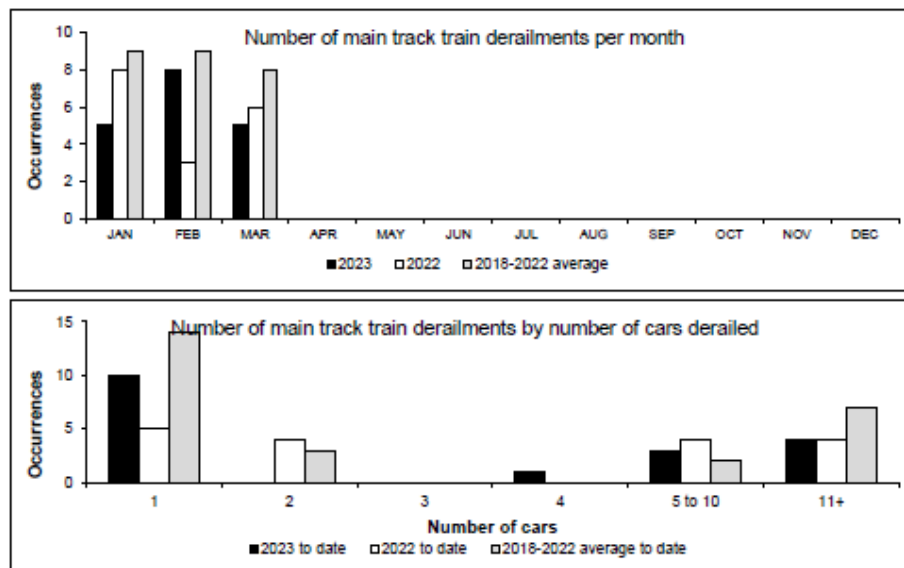 Number of main track train derailments per month
Occurrences
10
8
6
4
2
0
JAN FEB MAR APR MAY JUN JUL AUG SEP OCT NOV DEC
2023 2022 2018-2022 average
Number of main track train derailments by number of cars derailed
Occurrences
15
10
5
0
1 2 3 4 5 to 10 11+
Number of cars
2023 to date 2022 to date 2018-2022 average to date